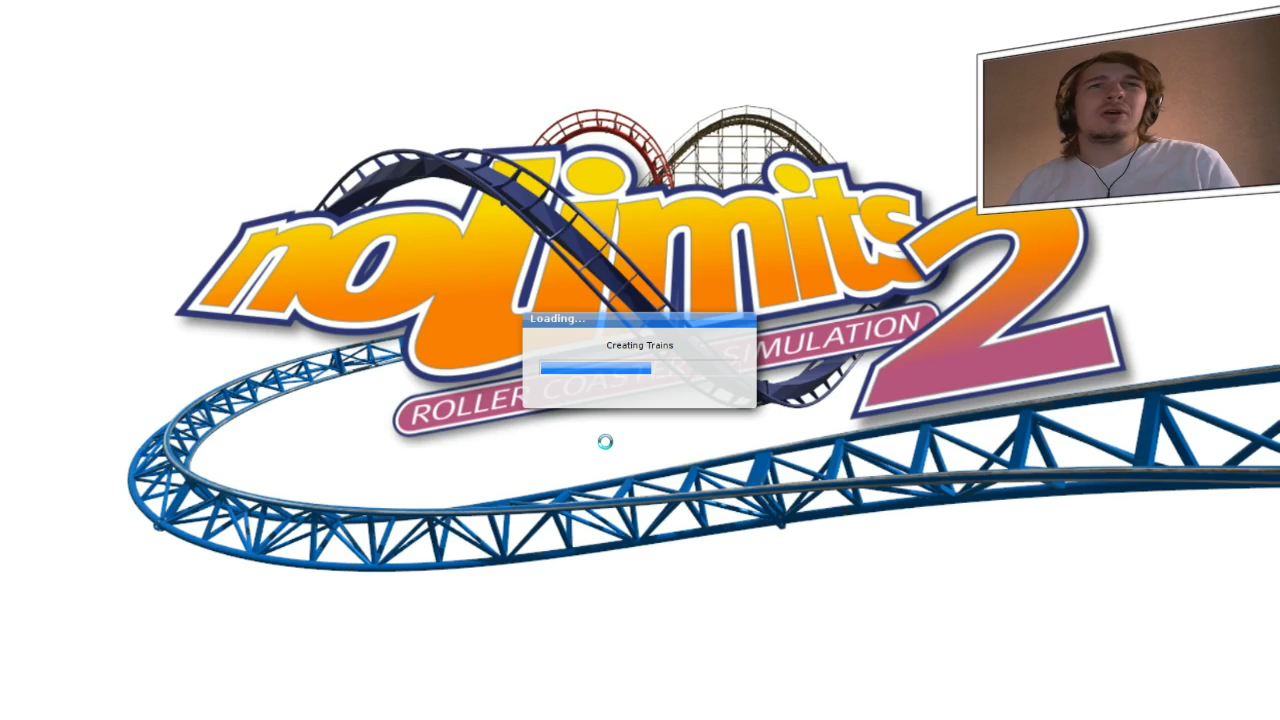 noLimits 2
ROLLER COASTER SIMULATION
Loading...
Creating Trains